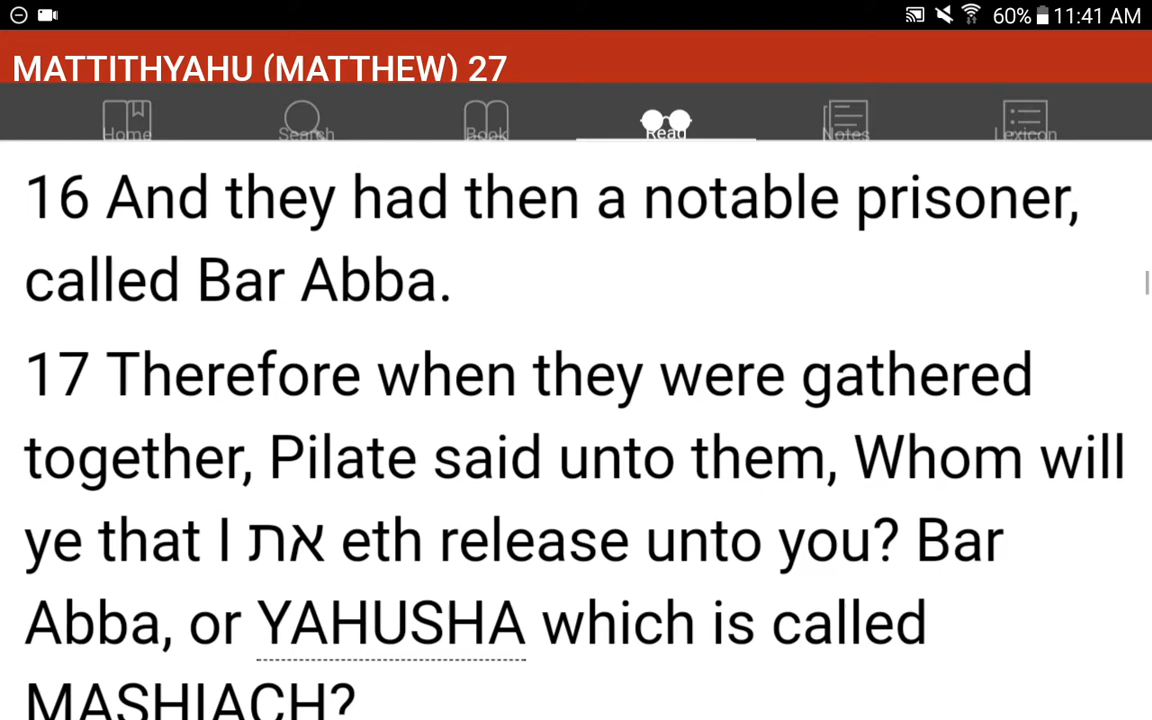 60% 11:41 AM
MATTITHYAHU (MATTHEW) 27
Home Search Book Read Notes Lexicon
16 And they had then a notable prisoner,
called Bar Abba.
17 Therefore when they were gathered
together, Pilate said unto them, Whom will
ye that I את eth release unto you? Bar
Abba, or YAHUSHA which is called
MASHIACH?